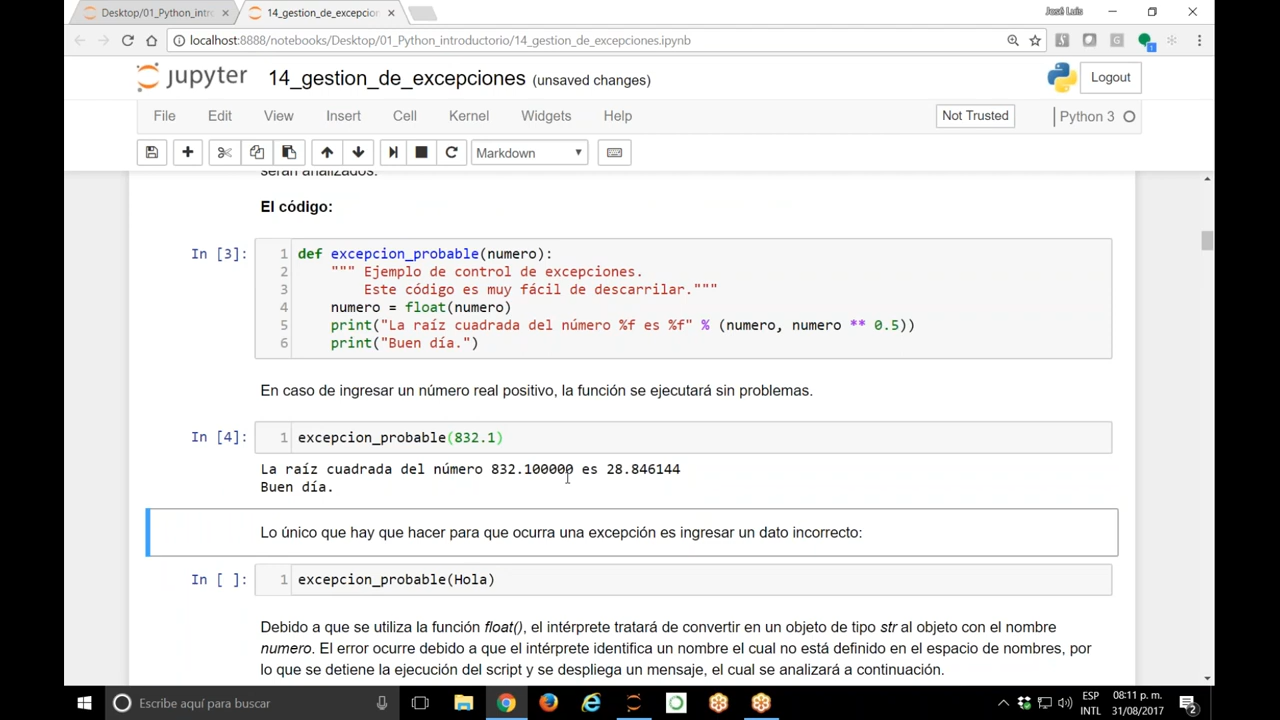 Desktop/01_Python_intro
14_gestion_de_excepcion
José Luis
localhost:8888/notebooks/Desktop/01_Python_introductorio/14_gestion_de_excepciones.ipynb
jupyter 14_gestion_de_excepciones (unsaved changes)
Logout
File Edit View Insert Cell Kernel Widgets Help
Not Trusted
Python 3
Markdown
serán analizados.
El código:
In [3]:
1 def excepcion_probable(numero):
2 """ Ejemplo de control de excepciones.
3 Este código es muy fácil de descarrilar."""
4 numero = float(numero)
5 print("La raíz cuadrada del número %f es %f" % (numero, numero ** 0.5))
6 print("Buen día.")
En caso de ingresar un número real positivo, la función se ejecutará sin problemas.
In [4]: 1 excepcion_probable(832.1)
La raíz cuadrada del número 832.100000 es 28.846144
Buen día.
Lo único que hay que hacer para que ocurra una excepción es ingresar un dato incorrecto:
In [ ]: 1 excepcion_probable(Hola)
Debido a que se utiliza la función float(), el intérprete tratará de convertir en un objeto de tipo str al objeto con el nombre
numero. El error ocurre debido a que el intérprete identifica un nombre el cual no está definido en el espacio de nombres, por
lo que se detiene la ejecución del script y se despliega un mensaje, el cual se analizará a continuación.
Escribe aquí para buscar
ESP
INTL
08:11 p. m.
31/08/2017
2